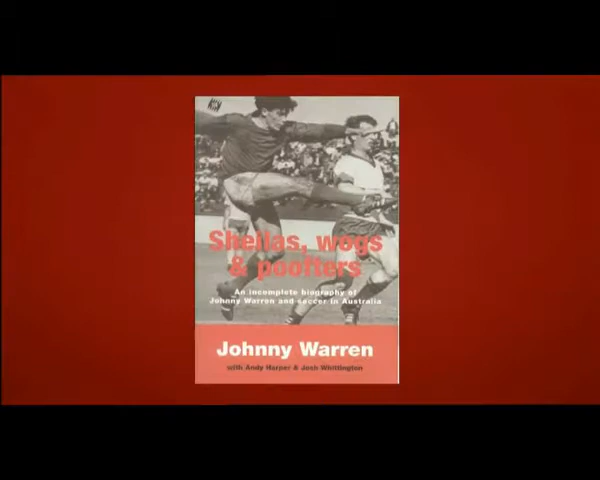 Sheilas, wogs
& poofters
An incomplete biography of
Johnny Warren and soccer in Australia
Johnny Warren
with Andy Harper & Josh Whittington